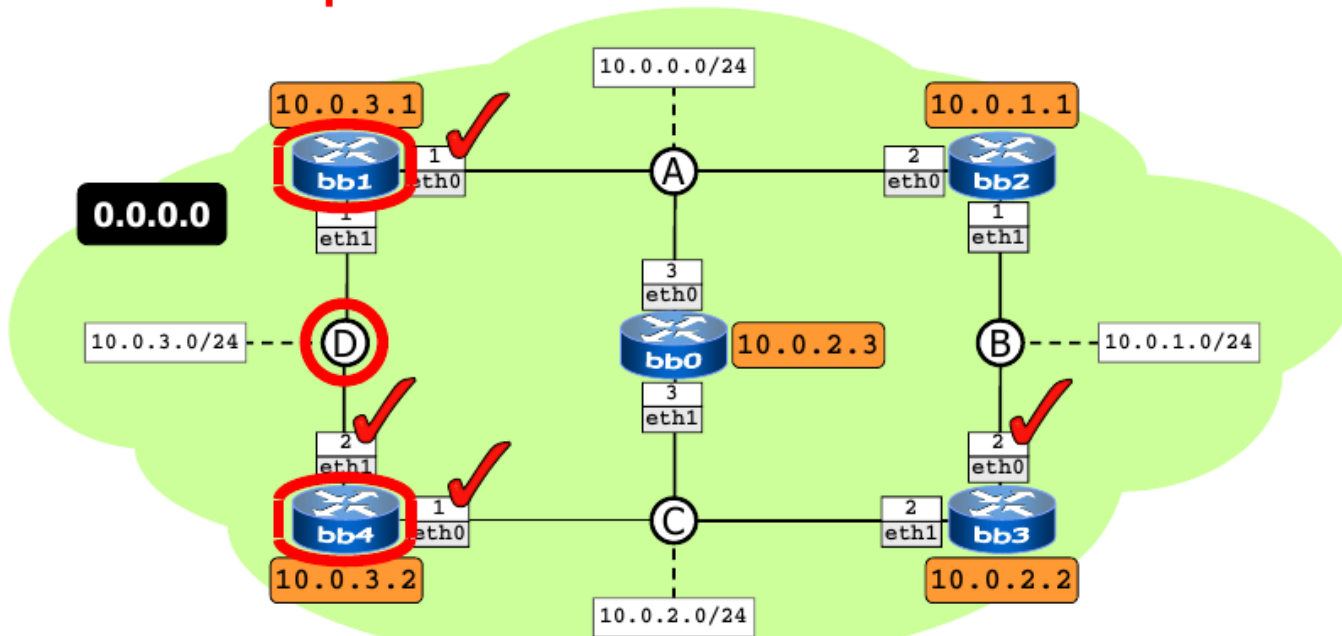 10.0.0.0/24
10.0.3.1
10.0.1.1
bb1
1
eth0
A
2
eth0
bb2
0.0.0.0
1
eth1
1
eth1
3
eth0
10.0.3.0/24
D
bb0
10.0.2.3
B
10.0.1.0/24
3
eth1
2
eth1
2
eth0
bb4
1
eth0
C
2
eth1
bb3
10.0.3.2
10.0.2.2
10.0.2.0/24